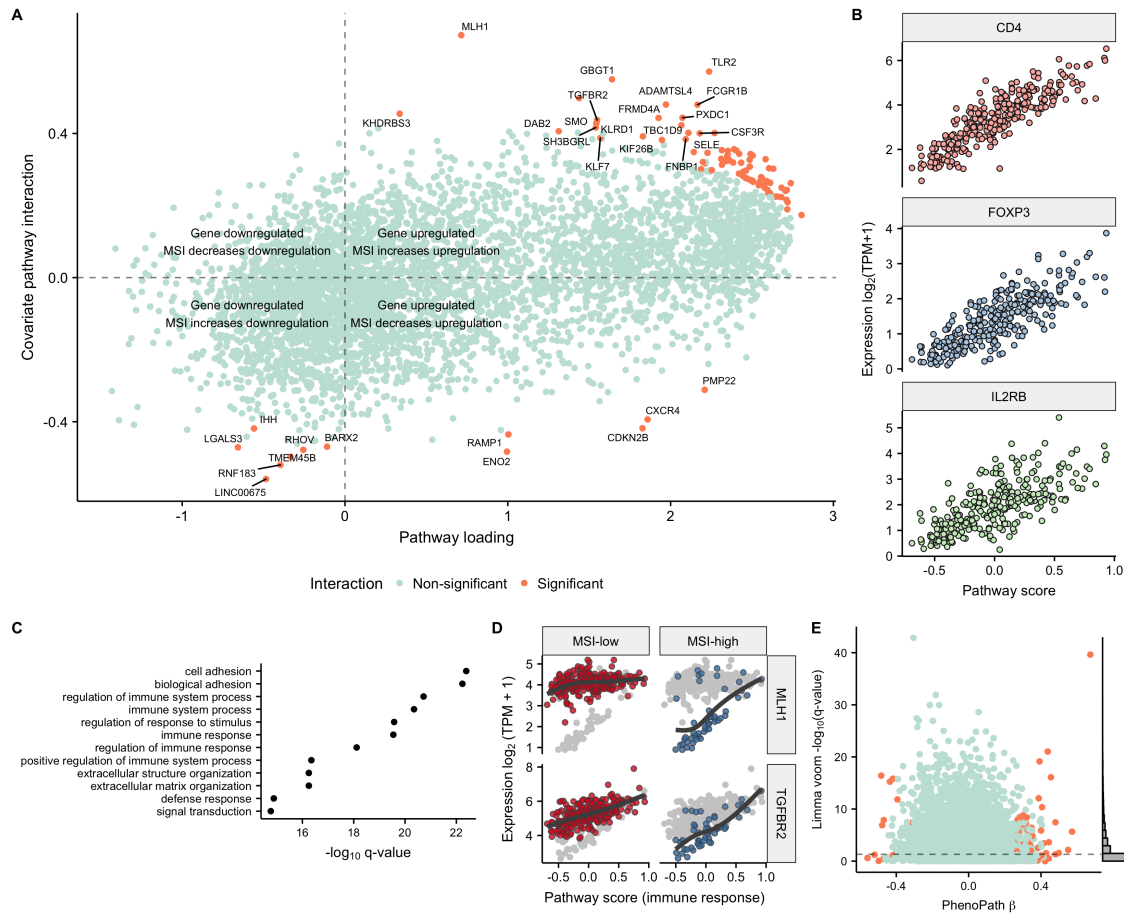 A
MLH1
TLR2
GBGT1
TGFBR2
ADAMTSL4
FCGR1B
KHDRBS3
DAB2
SMO
FRMD4A
PXDC1
SH3BGRL
KLRD1
TBC1D9
CSF3R
KIF26B
SELE
KLF7
FNBP1
0.4
0.0
-0.4
Covariate pathway interaction
Gene downregulated
MSI decreases downregulation
Gene upregulated
MSI increases upregulation
Gene downregulated
MSI increases downregulation
Gene upregulated
MSI decreases upregulation
PMP22
CXCR4
CDKN2B
IHH
LGALS3
RHOV
BARX2
RAMP1
TMEM45B
ENO2
RNF183
LINC00675
-1
0
1
2
3
Pathway loading
Interaction
Non-significant
Significant
B
CD4
6
4
2
FOXP3
4
3
2
1
0
Expression log2(TPM+1)
IL2RB
5
4
3
2
1
0
-0.5
0.0
0.5
1.0
Pathway score
C
cell adhesion
biological adhesion
regulation of immune system process
immune system process
regulation of response to stimulus
immune response
regulation of immune response
positive regulation of immune system process
extracellular structure organization
extracellular matrix organization
defense response
signal transduction
16
18
20
22
-log10 q-value
D
MSI-low
MSI-high
MLH1
TGFBR2
5
4
3
2
1
8
6
4
Expression log2 (TPM + 1)
-0.5
0.0
0.5
1.0
-0.5
0.0
0.5
1.0
Pathway score (immune response)
E
40
30
20
10
0
Limma voom -log10(q-value)
-0.4
0.0
0.4
PhenoPath β